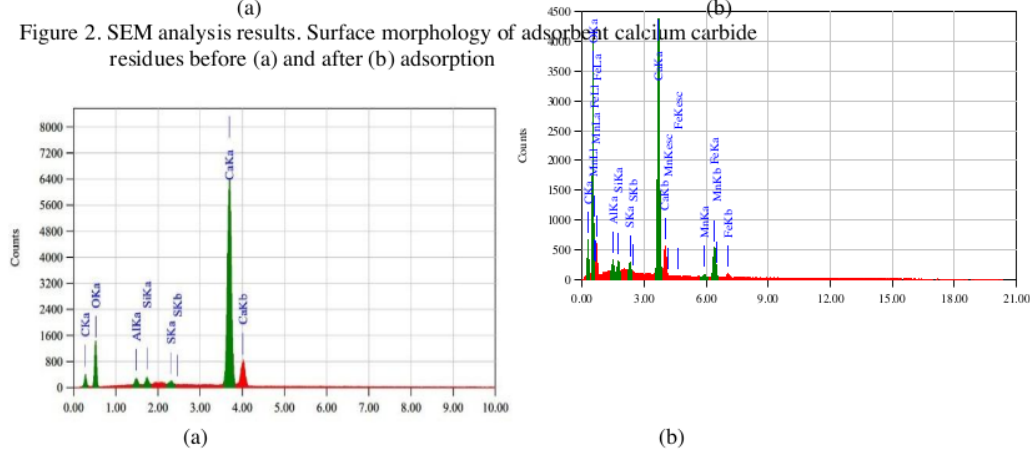 (a)
(b)
Figure 2. SEM analysis results. Surface morphology of adsorbent calcium carbide
residues before (a) and after (b) adsorption
Counts
8000
7200
6400
5600
4800
4000
3200
2400
1600
800
0
CKa
OKa
AlKa
SiKa
SKa
SKb
CaKa
CaKb
0.00 1.00 2.00 3.00 4.00 5.00 6.00 7.00 8.00 9.00 10.00
(a)
Counts
4500
4000
3500
3000
2500
2000
1500
1000
500
0
CKa
OKa
MnLl
MnLa
FeLl
FeLa
AlKa
SiKa
SKa
SKb
CaKa
CaKb
MnKesc
FeKesc
MnKa
MnKb
FeKa
FeKb
0.00 3.00 6.00 9.00 12.00 15.00 18.00 21.00
(b)